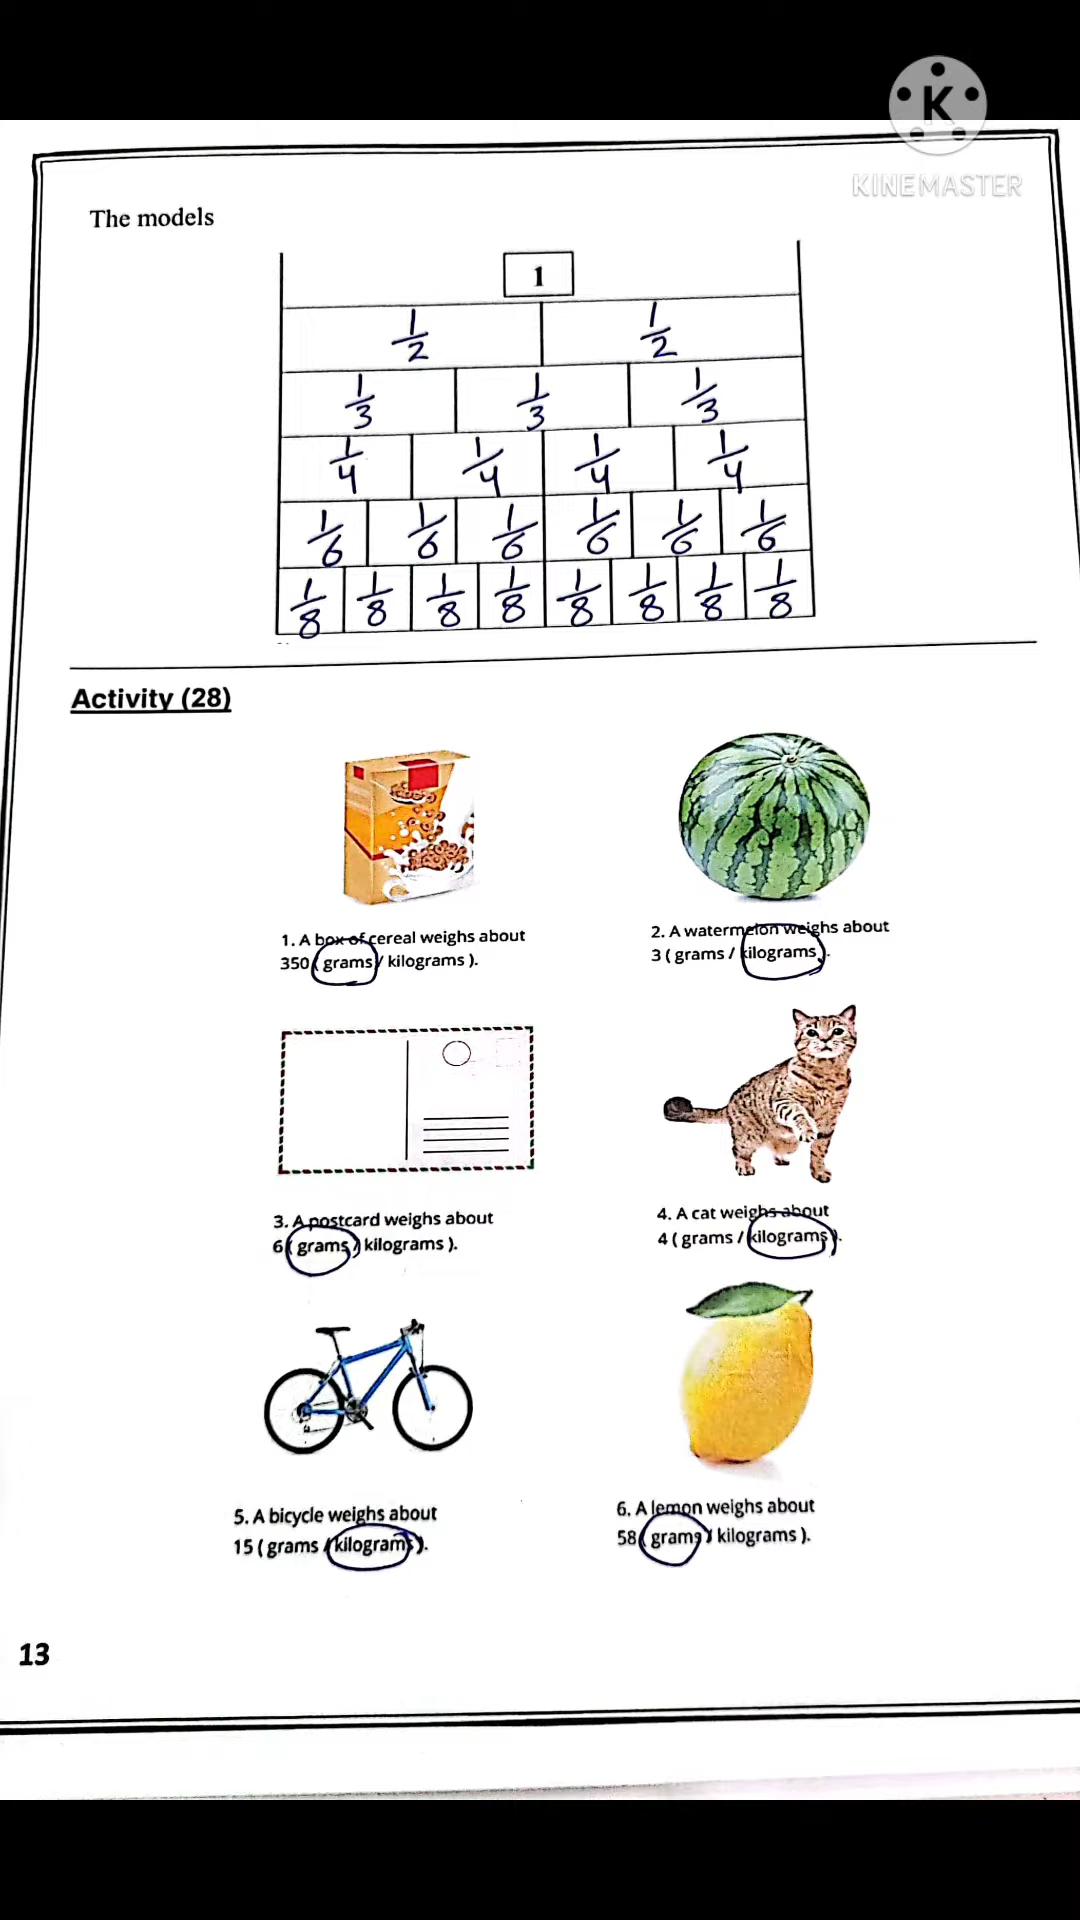 K
KINEMASTER
The models
1
1/2 1/2
1/3 1/3 1/3
1/4 1/4 1/4 1/4
1/6 1/6 1/6 1/6 1/6 1/6
1/8 1/8 1/8 1/8 1/8 1/8 1/8 1/8
Activity (28)
1. A box of cereal weighs about
350 ( grams / kilograms ).
2. A watermelon weighs about
3 ( grams / kilograms ).
3. A postcard weighs about
6 ( grams / kilograms ).
4. A cat weighs about
4 ( grams / kilograms ).
5. A bicycle weighs about
15 ( grams / kilograms ).
6. A lemon weighs about
58 ( grams / kilograms ).
13